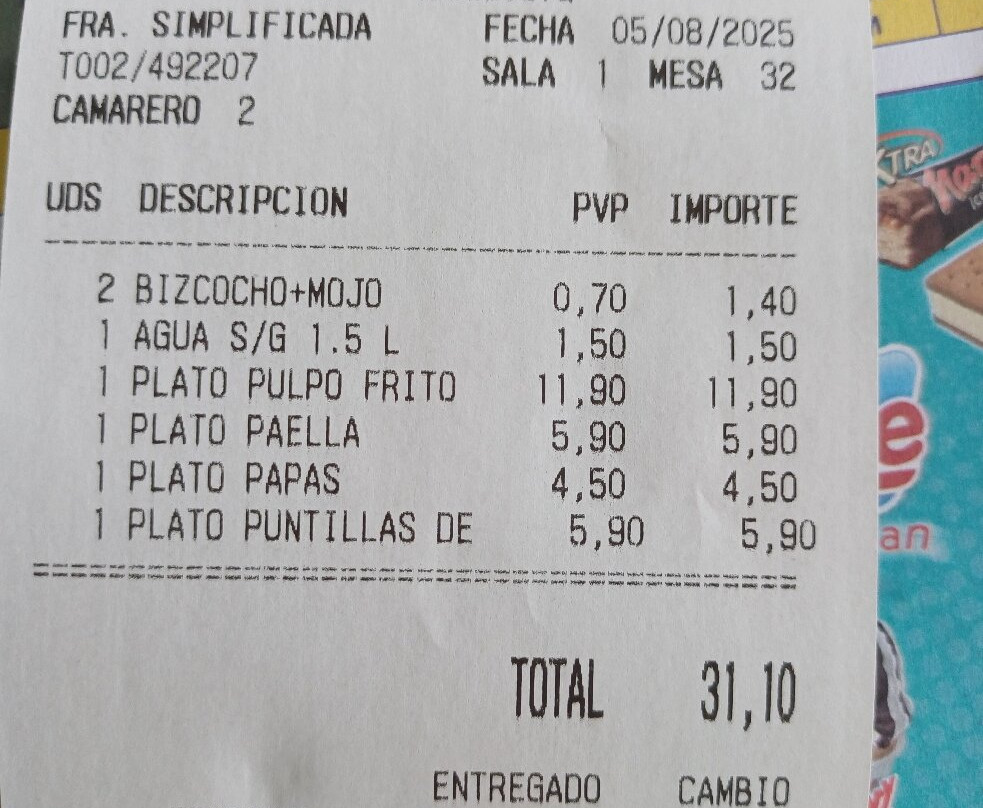 FRA. SIMPLIFICADA FECHA 05/08/2025
T002/492207 SALA 1 MESA 32
CAMARERO 2
UDS DESCRIPCION PVP IMPORTE
2 BIZCOCHO+MOJO 0,70 1,40
1 AGUA S/G 1.5 L 1,50 1,50
1 PLATO PULPO FRITO 11,90 11,90
1 PLATO PAELLA 5,90 5,90
1 PLATO PAPAS 4,50 4,50
1 PLATO PUNTILLAS DE 5,90 5,90
TOTAL 31,10
ENTREGADO CAMBIO
XTRA
e
an